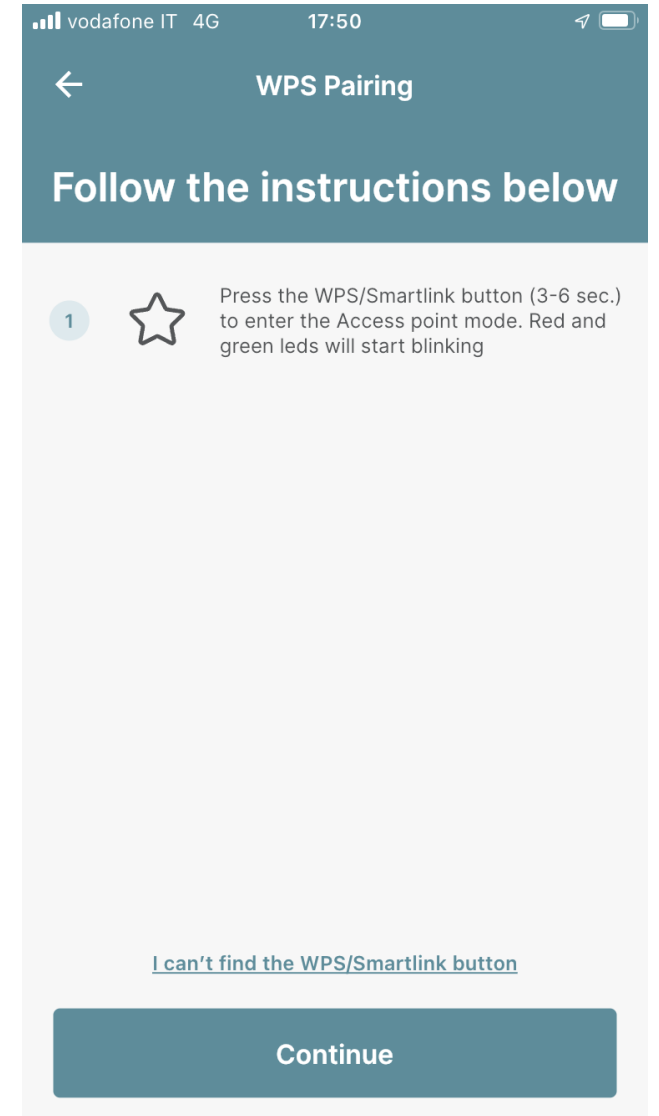 vodafone IT 4G 17:50
WPS Pairing
Follow the instructions below
1
Press the WPS/Smartlink button (3-6 sec.)
to enter the Access point mode. Red and
green leds will start blinking
I can't find the WPS/Smartlink button
Continue